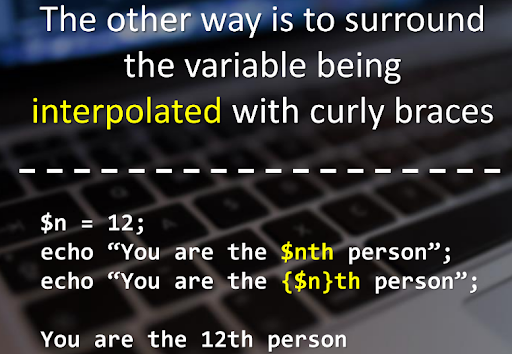 The other way is to surround
the variable being
interpolated with curly braces
$n = 12;
echo “You are the $nth person”;
echo “You are the {$n}th person”;
You are the 12th person